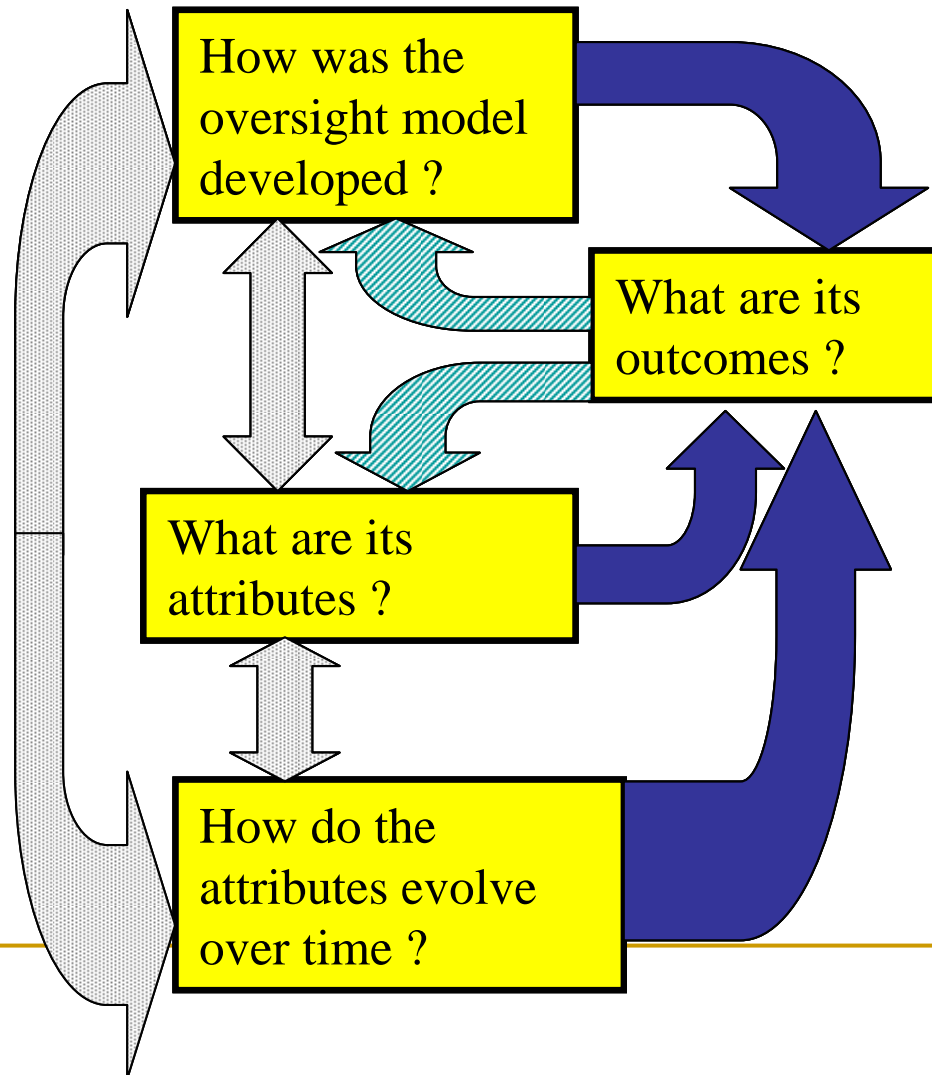 How was the
oversight model
developed ?
What are its
outcomes ?
What are its
attributes ?
How do the
attributes evolve
over time ?